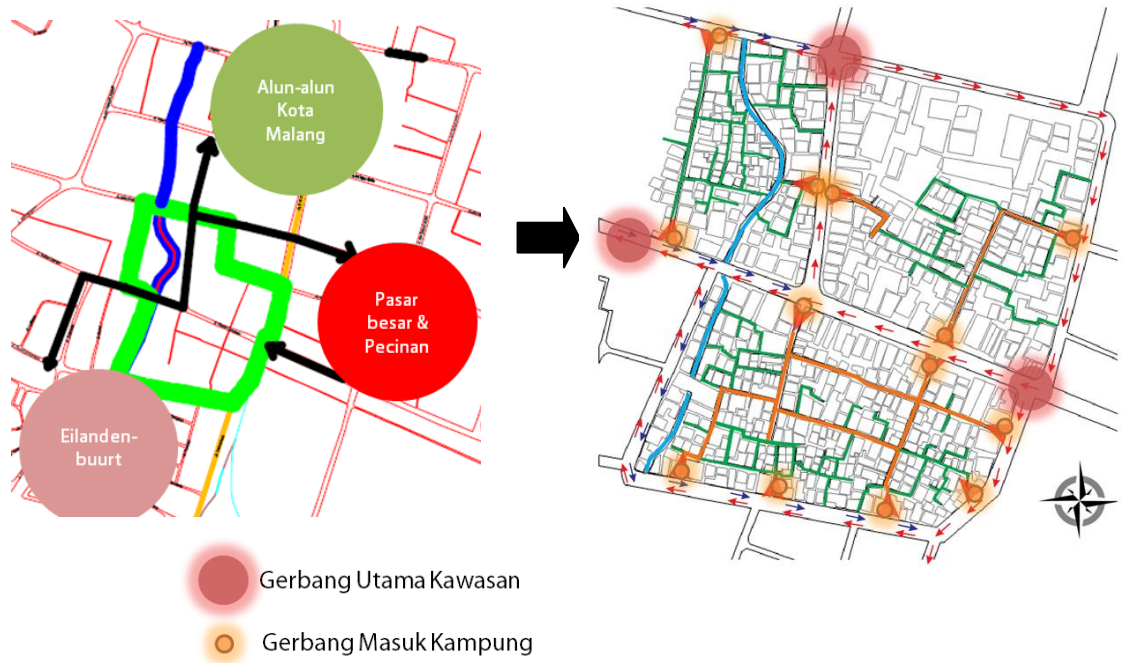 Alun-alun
Kota
Malang
Pasar
besar &
Pecinan
Eilanden-
buurt
Gerbang Utama Kawasan
Gerbang Masuk Kampung